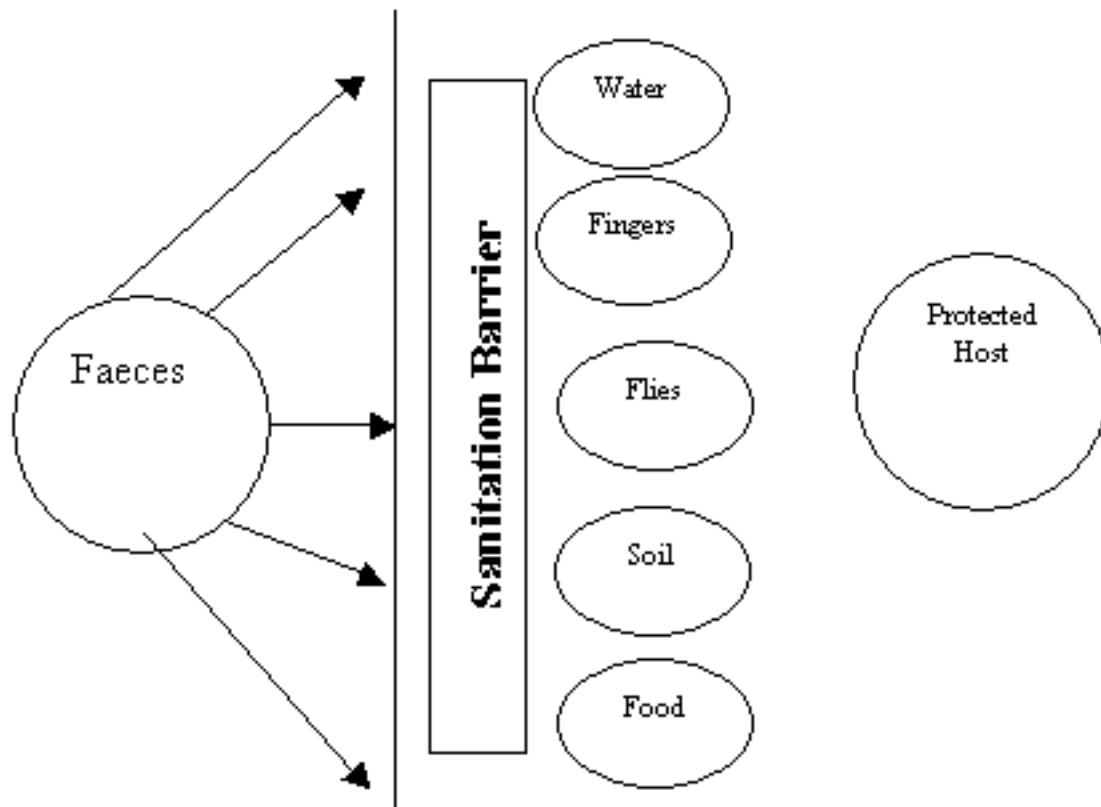 Faeces
Sanitation Barrier
Water
Fingers
Flies
Soil
Food
Protected
Host